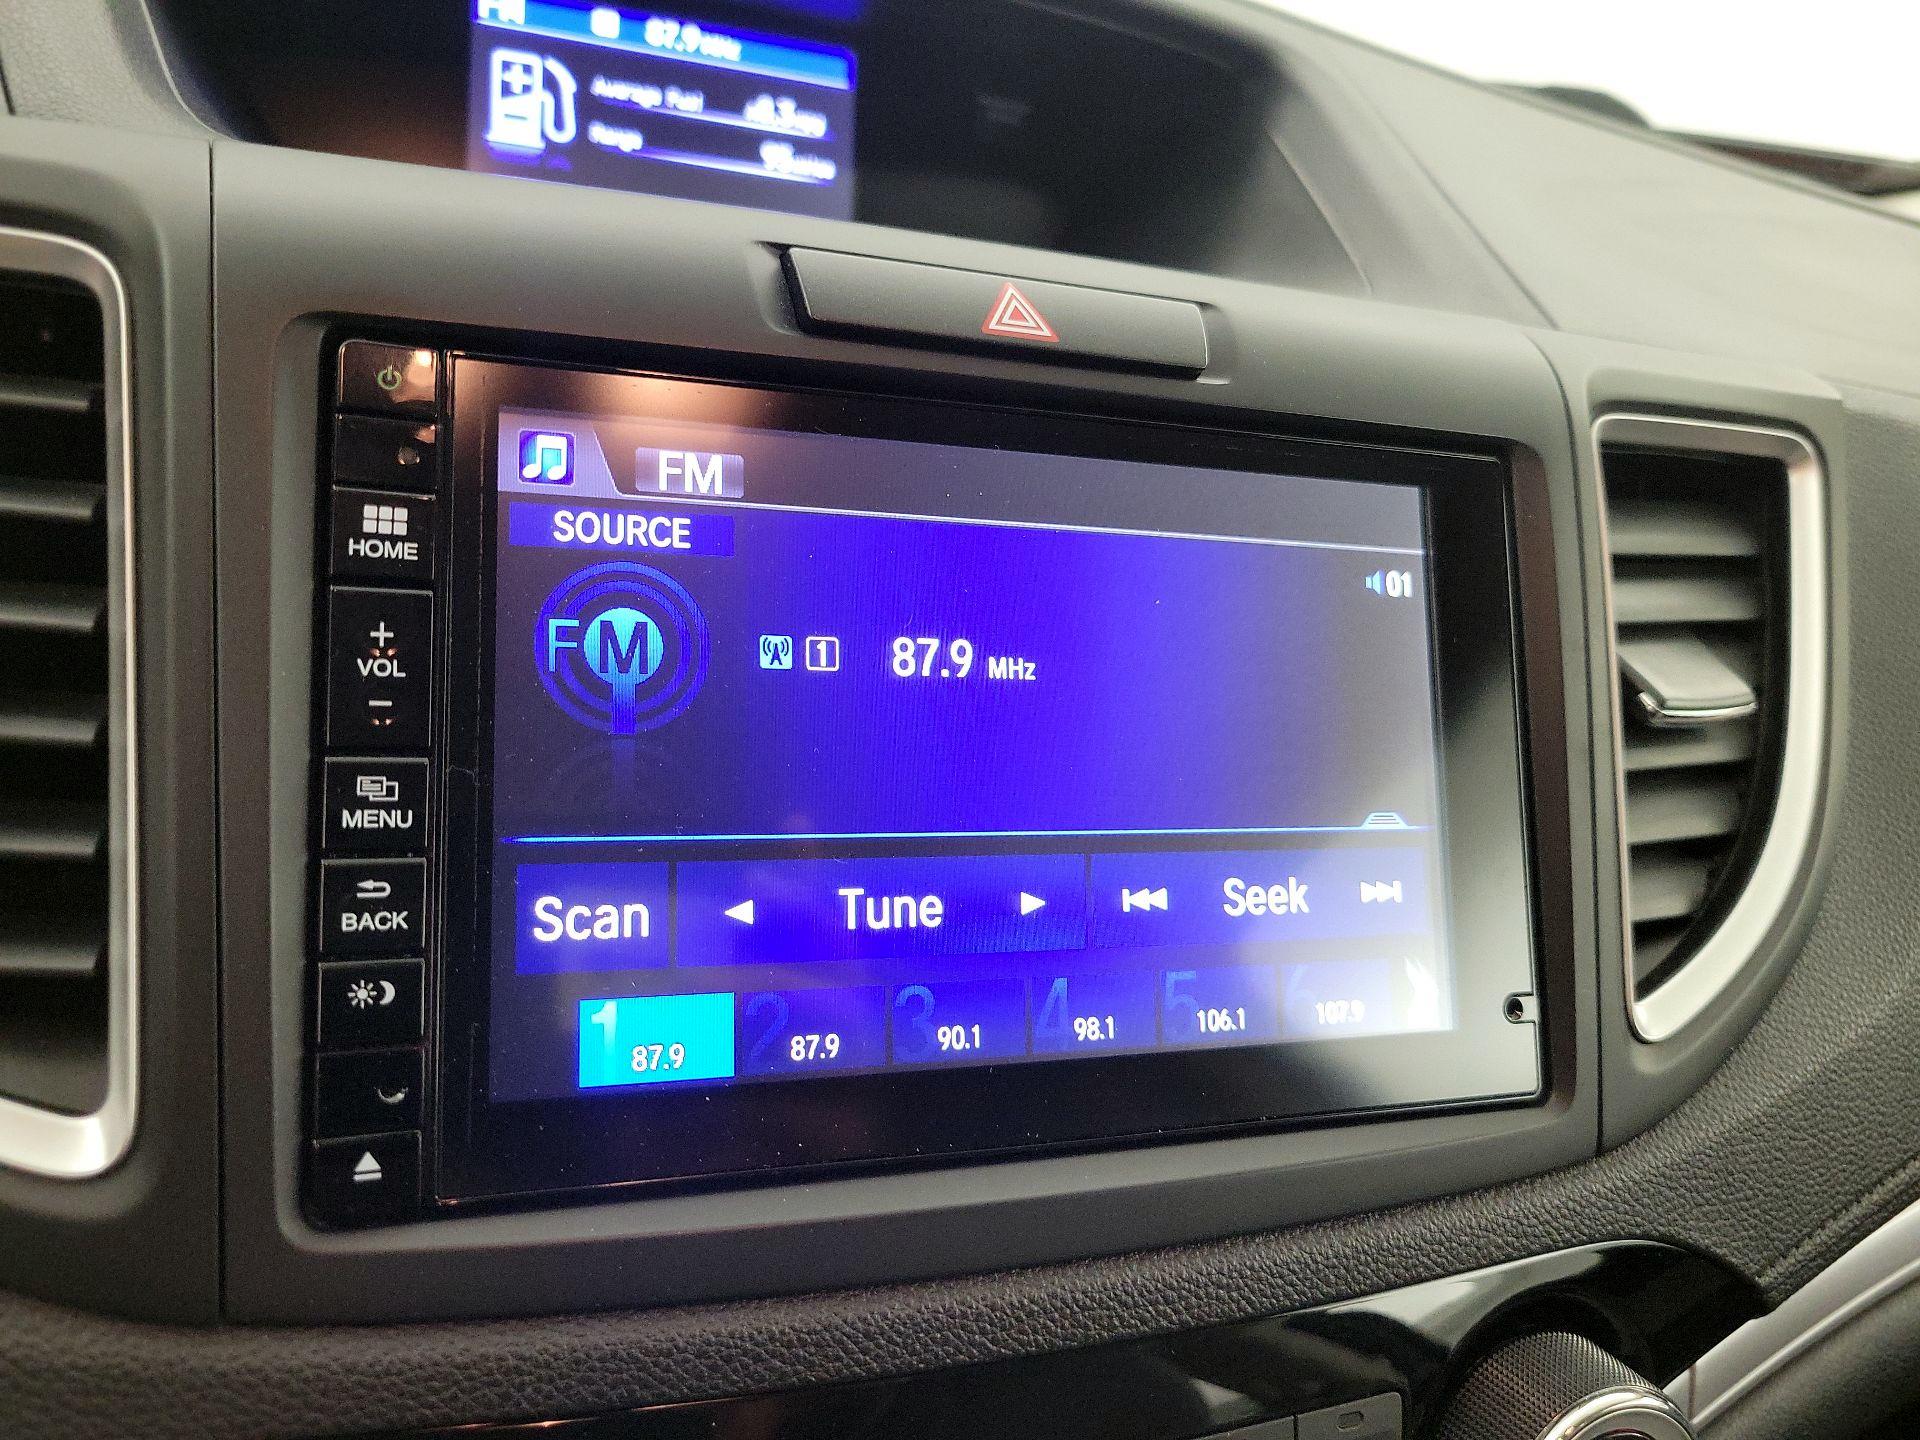 FM 87.9 MHz
Average Fuel
Range
FM
SOURCE
01
FM
1 87.9 MHz
HOME
+
VOL
-
MENU
BACK
Scan Tune Seek
1 2 3 4 5 6
87.9 87.9 90.1 98.1 106.1 107.9